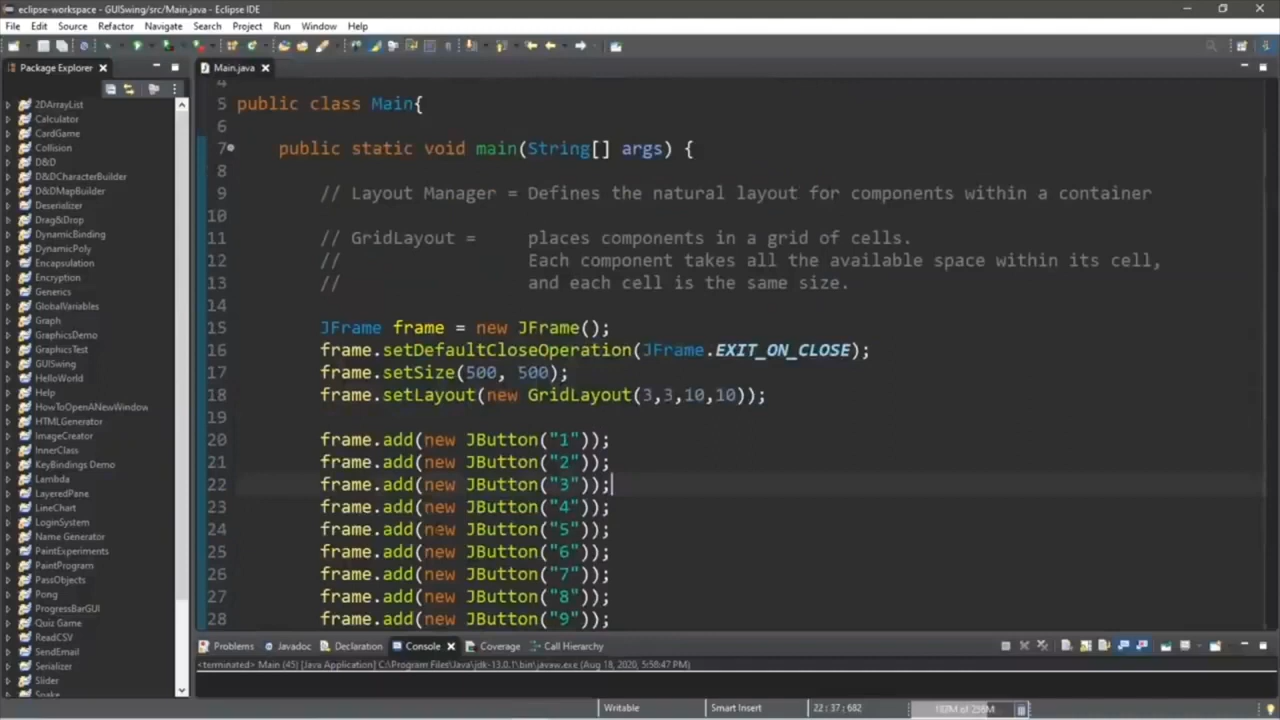 eclipse-workspace - GUISwing/src/Main.java - Eclipse IDE
File Edit Source Refactor Navigate Search Project Run Window Help
Package Explorer
Main.java
2DArrayList
Calculator
CardGame
Collision
D&D
D&DCharacterBuilder
D&DMapBuilder
Deserializer
Drag&Drop
DynamicBinding
DynamicPoly
Encapsulation
Encryption
Generics
GlobalVariables
Graph
GraphicsDemo
GraphicsTest
GUISwing
HelloWorld
Help
HowToOpenANewWindow
HTMLGenerator
ImageCreator
InnerClass
KeyBindings Demo
Lambda
LayeredPane
LineChart
LoginSystem
Name Generator
PaintExperiments
PaintProgram
PassObjects
Pong
ProgressBarGUI
Quiz Game
ReadCSV
SendEmail
Serializer
Slider
Snake
4
5 public class Main{
6
7 public static void main(String[] args) {
8
9 // Layout Manager = Defines the natural layout for components within a container
10
11 // GridLayout = places components in a grid of cells.
12 // Each component takes all the available space within its cell,
13 // and each cell is the same size.
14
15 JFrame frame = new JFrame();
16 frame.setDefaultCloseOperation(JFrame.EXIT_ON_CLOSE);
17 frame.setSize(500, 500);
18 frame.setLayout(new GridLayout(3,3,10,10));
19
20 frame.add(new JButton("1"));
21 frame.add(new JButton("2"));
22 frame.add(new JButton("3"));
23 frame.add(new JButton("4"));
24 frame.add(new JButton("5"));
25 frame.add(new JButton("6"));
26 frame.add(new JButton("7"));
27 frame.add(new JButton("8"));
28 frame.add(new JButton("9"));
Problems Javadoc Declaration Console Coverage Call Hierarchy
<terminated> Main (45) [Java Application] C:\Program Files\Java\jdk-13.0.1\bin\javaw.exe (Aug 18, 2020, 5:58:47 PM)
Writable Smart Insert 22 : 37 : 682